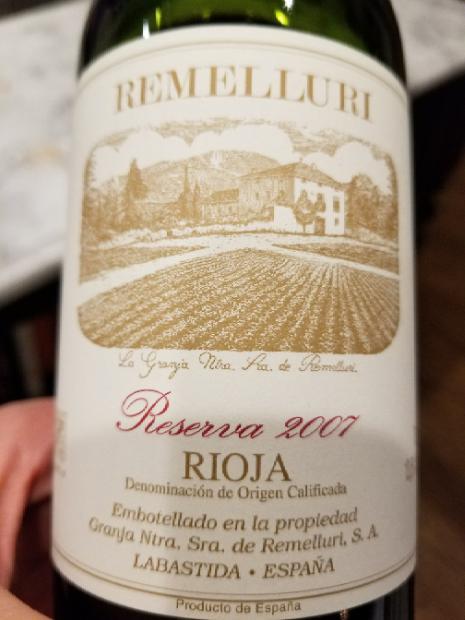 REMELLURI
La Granja Ntra. Sra. de Remelluri.
Reserva 2007
RIOJA
Denominación de Origen Calificada
Embotellado en la propiedad
Granja Ntra. Sra. de Remelluri, S. A.
LABASTIDA • ESPAÑA
Producto de España